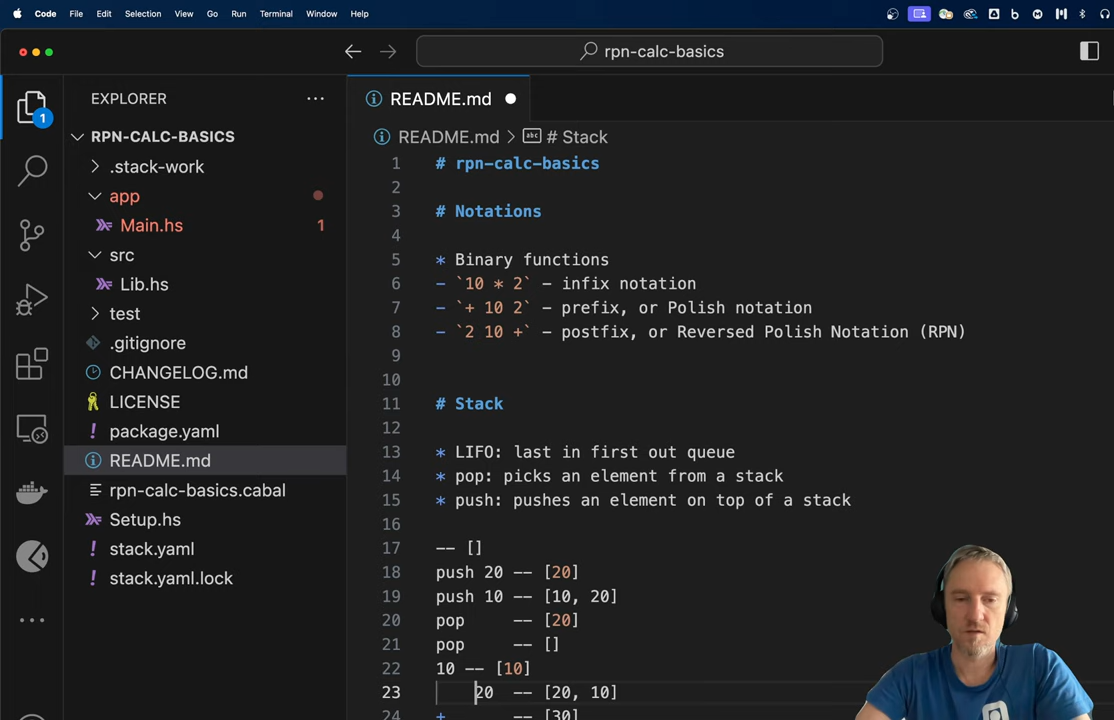 Code File Edit Selection View Go Run Terminal Window Help
rpn-calc-basics
1
EXPLORER
README.md
RPN-CALC-BASICS
README.md > # Stack
.stack-work
app
Main.hs 1
src
Lib.hs
test
.gitignore
CHANGELOG.md
LICENSE
package.yaml
README.md
rpn-calc-basics.cabal
Setup.hs
stack.yaml
stack.yaml.lock
1 # rpn-calc-basics
2
3 # Notations
4
5 * Binary functions
6 - `10 * 2` - infix notation
7 - `+ 10 2` - prefix, or Polish notation
8 - `2 10 +` - postfix, or Reversed Polish Notation (RPN)
9
10
11 # Stack
12
13 * LIFO: last in first out queue
14 * pop: picks an element from a stack
15 * push: pushes an element on top of a stack
16
17 -- []
18 push 20 -- [20]
19 push 10 -- [10, 20]
20 pop -- [20]
21 pop -- []
22 10 -- [10]
23 20 -- [20, 10]
24 + -- [30]